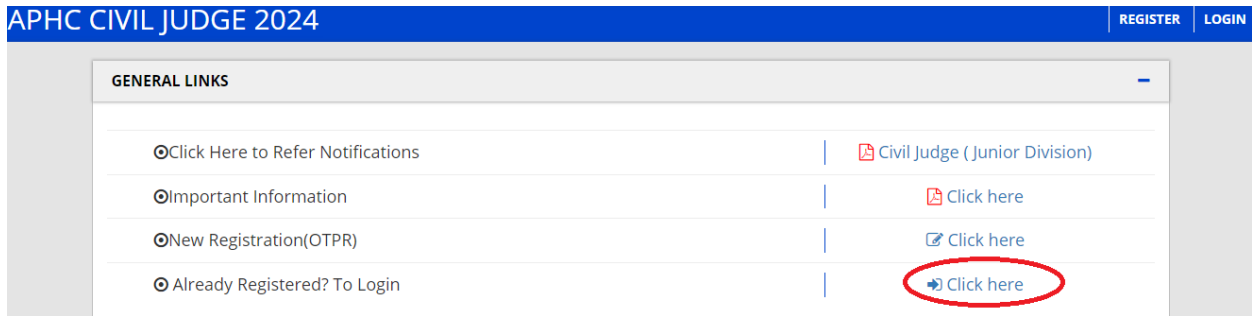 APHC CIVIL JUDGE 2024 REGISTER LOGIN
GENERAL LINKS
Click Here to Refer Notifications Civil Judge ( Junior Division)
Important Information Click here
New Registration(OTPR) Click here
Already Registered? To Login Click here